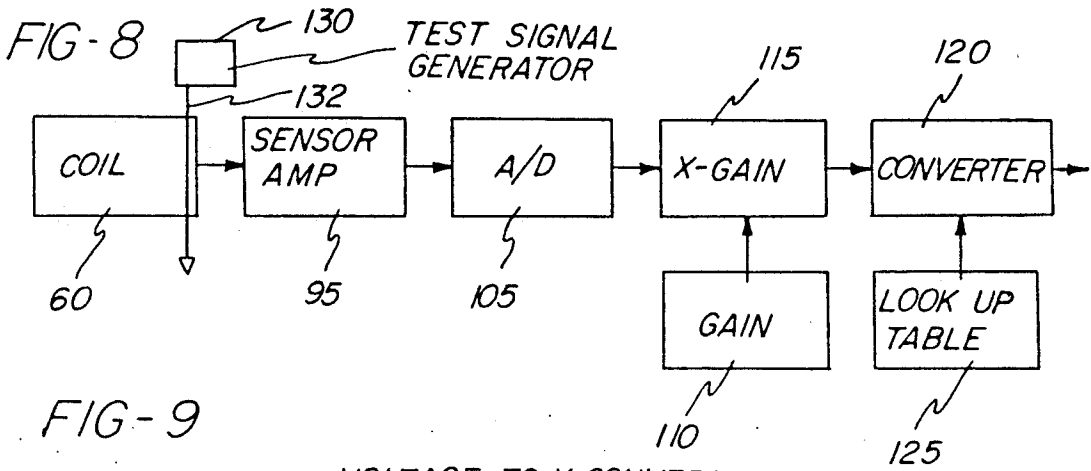 FIG-8
130
TEST SIGNAL
GENERATOR
132
115
120
COIL
SENSOR
AMP
A/D
X-GAIN
CONVERTER
60
95
105
GAIN
LOOK UP
TABLE
110
125
FIG-9